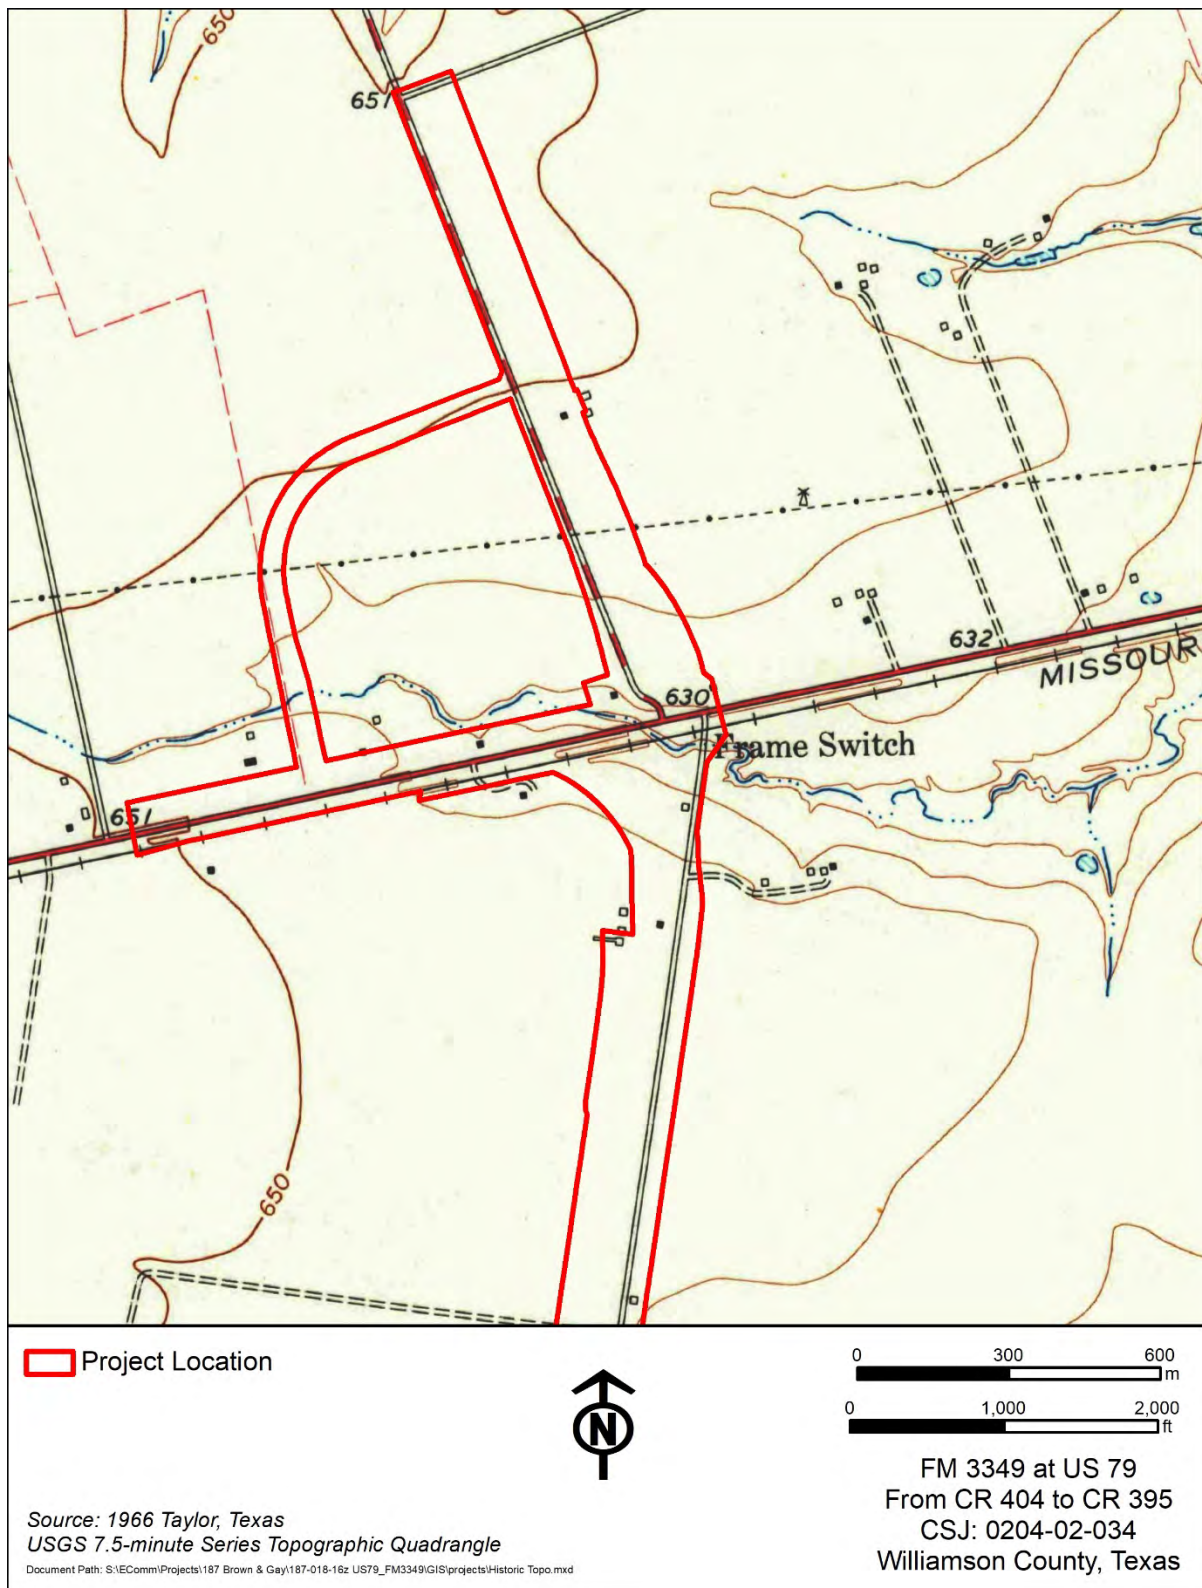 650
657
632
MISSOUR
630
Frame Switch
651
650
Project Location
0 300 600
m
0 1,000 2,000
ft
N
FM 3349 at US 79
From CR 404 to CR 395
CSJ: 0204-02-034
Williamson County, Texas
Source: 1966 Taylor, Texas
USGS 7.5-minute Series Topographic Quadrangle
Document Path: S:\EComm\Projects\187 Brown & Gay\187-018-16z US79_FM3349\GIS\projects\Historic Topo.mxd